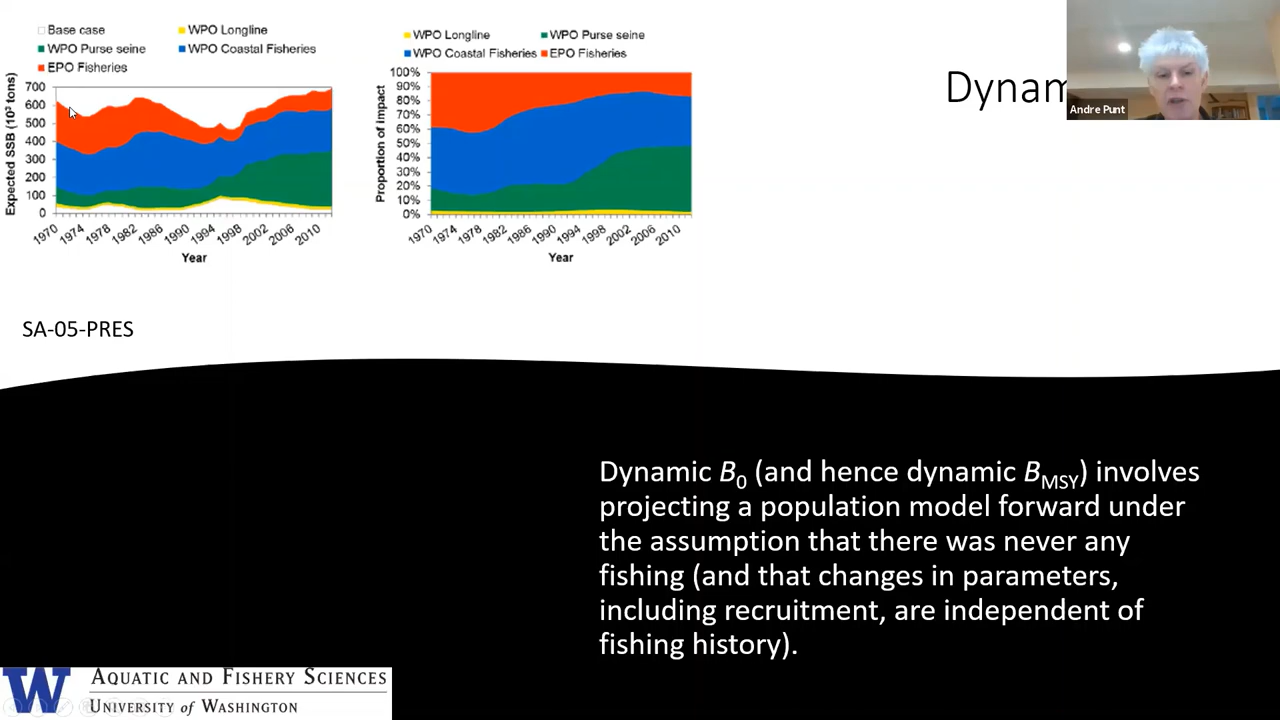 Base case
WPO Longline
WPO Purse seine
WPO Coastal Fisheries
EPO Fisheries
Expected SSB (10³ tons)
700
600
500
400
300
200
100
0
1970
1974
1978
1982
1986
1990
1994
1998
2002
2006
2010
Year
WPO Longline
WPO Purse seine
WPO Coastal Fisheries
EPO Fisheries
Proportion of impact
100%
90%
80%
70%
60%
50%
40%
30%
20%
10%
0%
1970
1974
1978
1982
1986
1990
1994
1998
2002
2006
2010
Year
Dynam
Andre Punt
SA-05-PRES
Dynamic B₀ (and hence dynamic B_MSY) involves
projecting a population model forward under
the assumption that there was never any
fishing (and that changes in parameters,
including recruitment, are independent of
fishing history).
W
AQUATIC AND FISHERY SCIENCES
UNIVERSITY of WASHINGTON